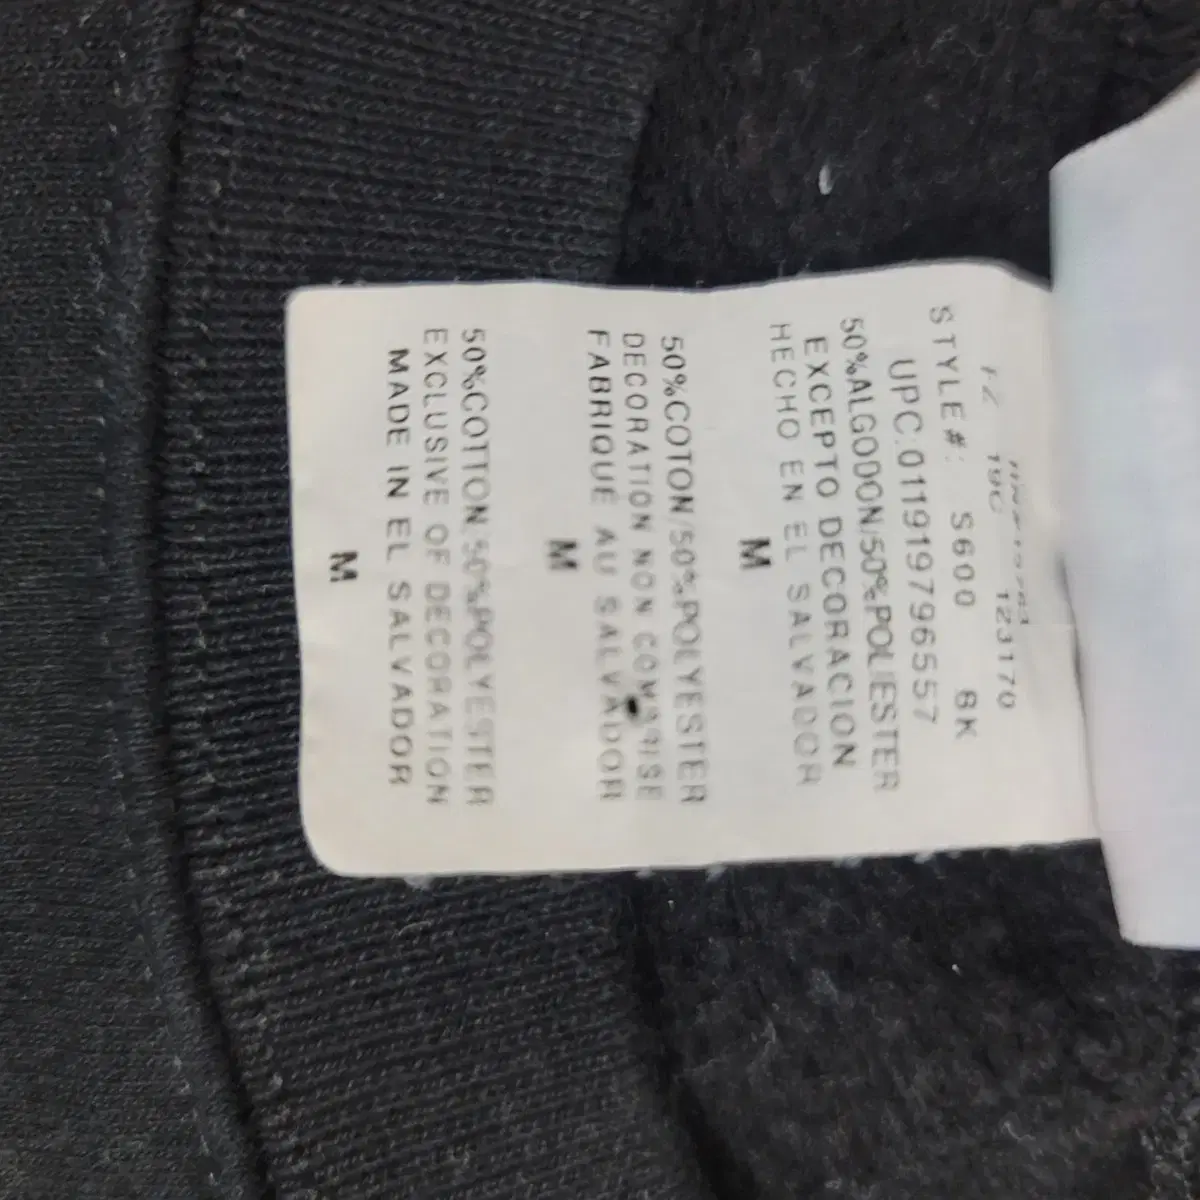 123170
STYLE#: S600 BK
UPC:011919796557
50%ALGODON/50%POLIESTER
EXCEPTO DECORACION
HECHO EN EL SALVADOR
M
50%COTON/50%POLYESTER
DECORATION NON COMPRISE
FABRIQUE AU SALVADOR
M
50%COTTON/50%POLYESTER
EXCLUSIVE OF DECORATION
MADE IN EL SALVADOR
M